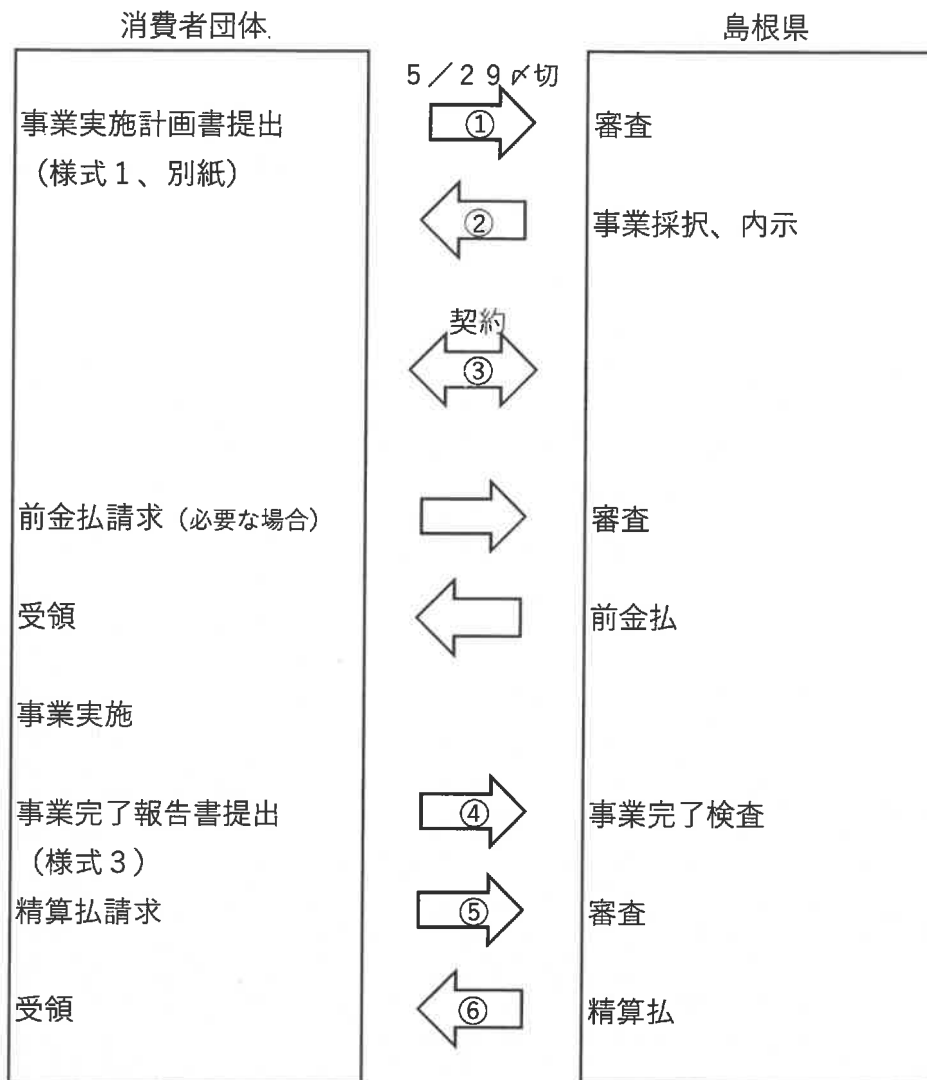 消費者団体
島根県
5/29〆切
事業実施計画書提出
①
審査
(様式1、別紙)
②
事業採択、内示
契約
③
前金払請求(必要な場合)
審査
受領
前金払
事業実施
事業完了報告書提出
④
事業完了検査
(様式3)
精算払請求
⑤
審査
受領
⑥
精算払